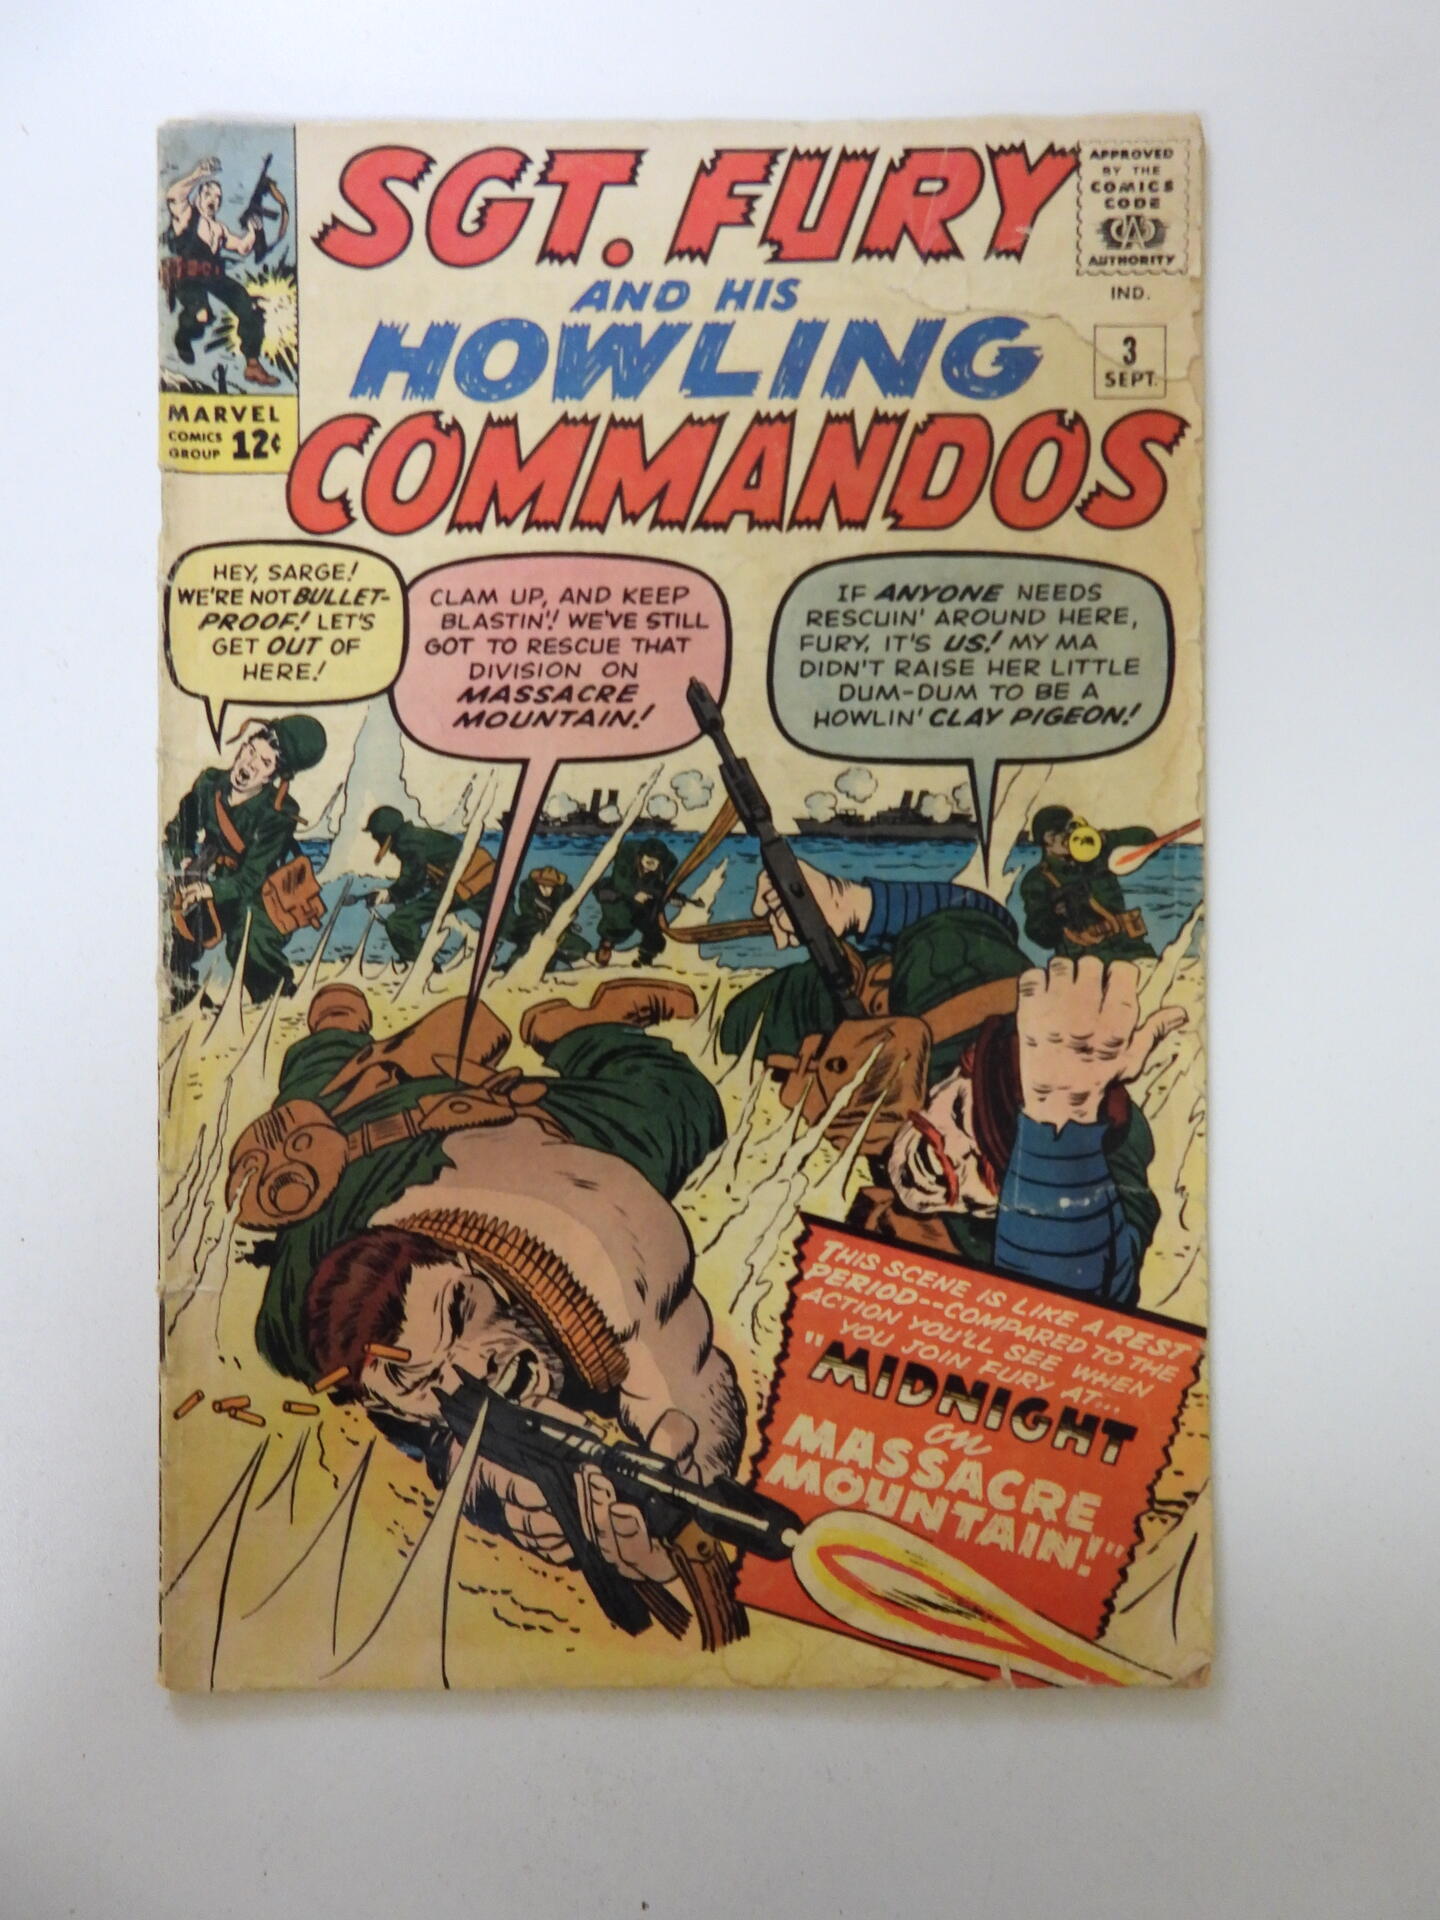 SGT. FURY
AND HIS
HOWLING
COMMANDOS
APPROVED
BY THE
COMICS
CODE
CA
AUTHORITY
IND.
3
SEPT.
MARVEL
COMICS
GROUP 12¢
HEY, SARGE!
WE'RE NOT BULLET-
PROOF! LET'S
GET OUT OF
HERE!
CLAM UP, AND KEEP
BLASTIN'! WE'VE STILL
GOT TO RESCUE THAT
DIVISION ON
MASSACRE
MOUNTAIN!
IF ANYONE NEEDS
RESCUIN' AROUND HERE,
FURY, IT'S US! MY MA
DIDN'T RAISE HER LITTLE
DUM-DUM TO BE A
HOWLIN' CLAY PIGEON!
THIS SCENE IS LIKE A REST
PERIOD--COMPARED TO THE
ACTION YOU'LL SEE WHEN
YOU JOIN FURY AT...
"MIDNIGHT
on
MASSACRE
MOUNTAIN!"